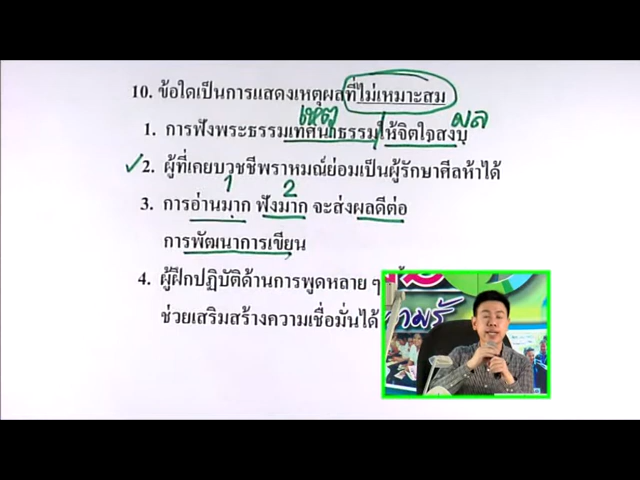 10. ข้อใดเป็นการแสดงเหตุผลที่ไม่เหมาะสม
เหตุ ผล
1. การฟังพระธรรมเทศนาธรรมให้จิตใจสงบ
✓2. ผู้ที่เคยบวชชีพราหมณ์ย่อมเป็นผู้รักษาศีลห้าได้
1 2
3. การอ่านมาก ฟังมาก จะส่งผลดีต่อ
การพัฒนาการเขียน
4. ผู้ฝึกปฏิบัติด้านการพูดหลาย ๆ
ช่วยเสริมสร้างความเชื่อมั่นได้